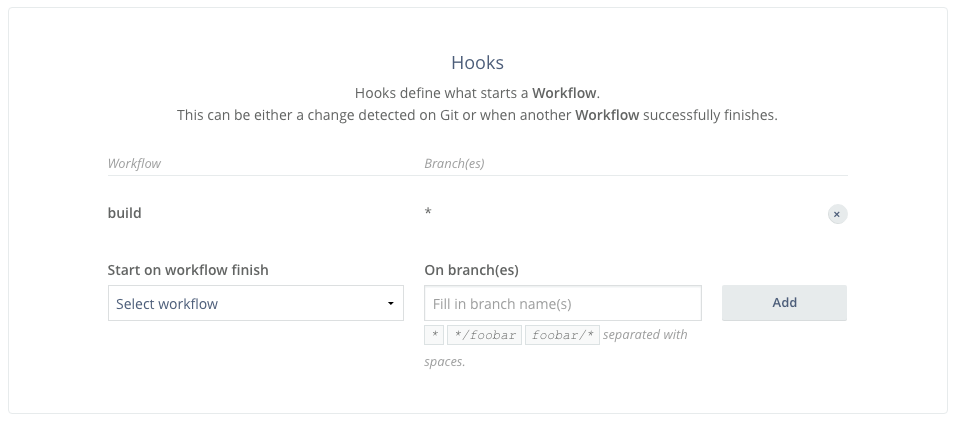 Hooks
Hooks define what starts a Workflow.
This can be either a change detected on Git or when another Workflow successfully finishes.
Workflow Branch(es)
build * ×
Start on workflow finish On branch(es)
Select workflow Fill in branch name(s) Add
* */foobar foobar/* separated with
spaces.